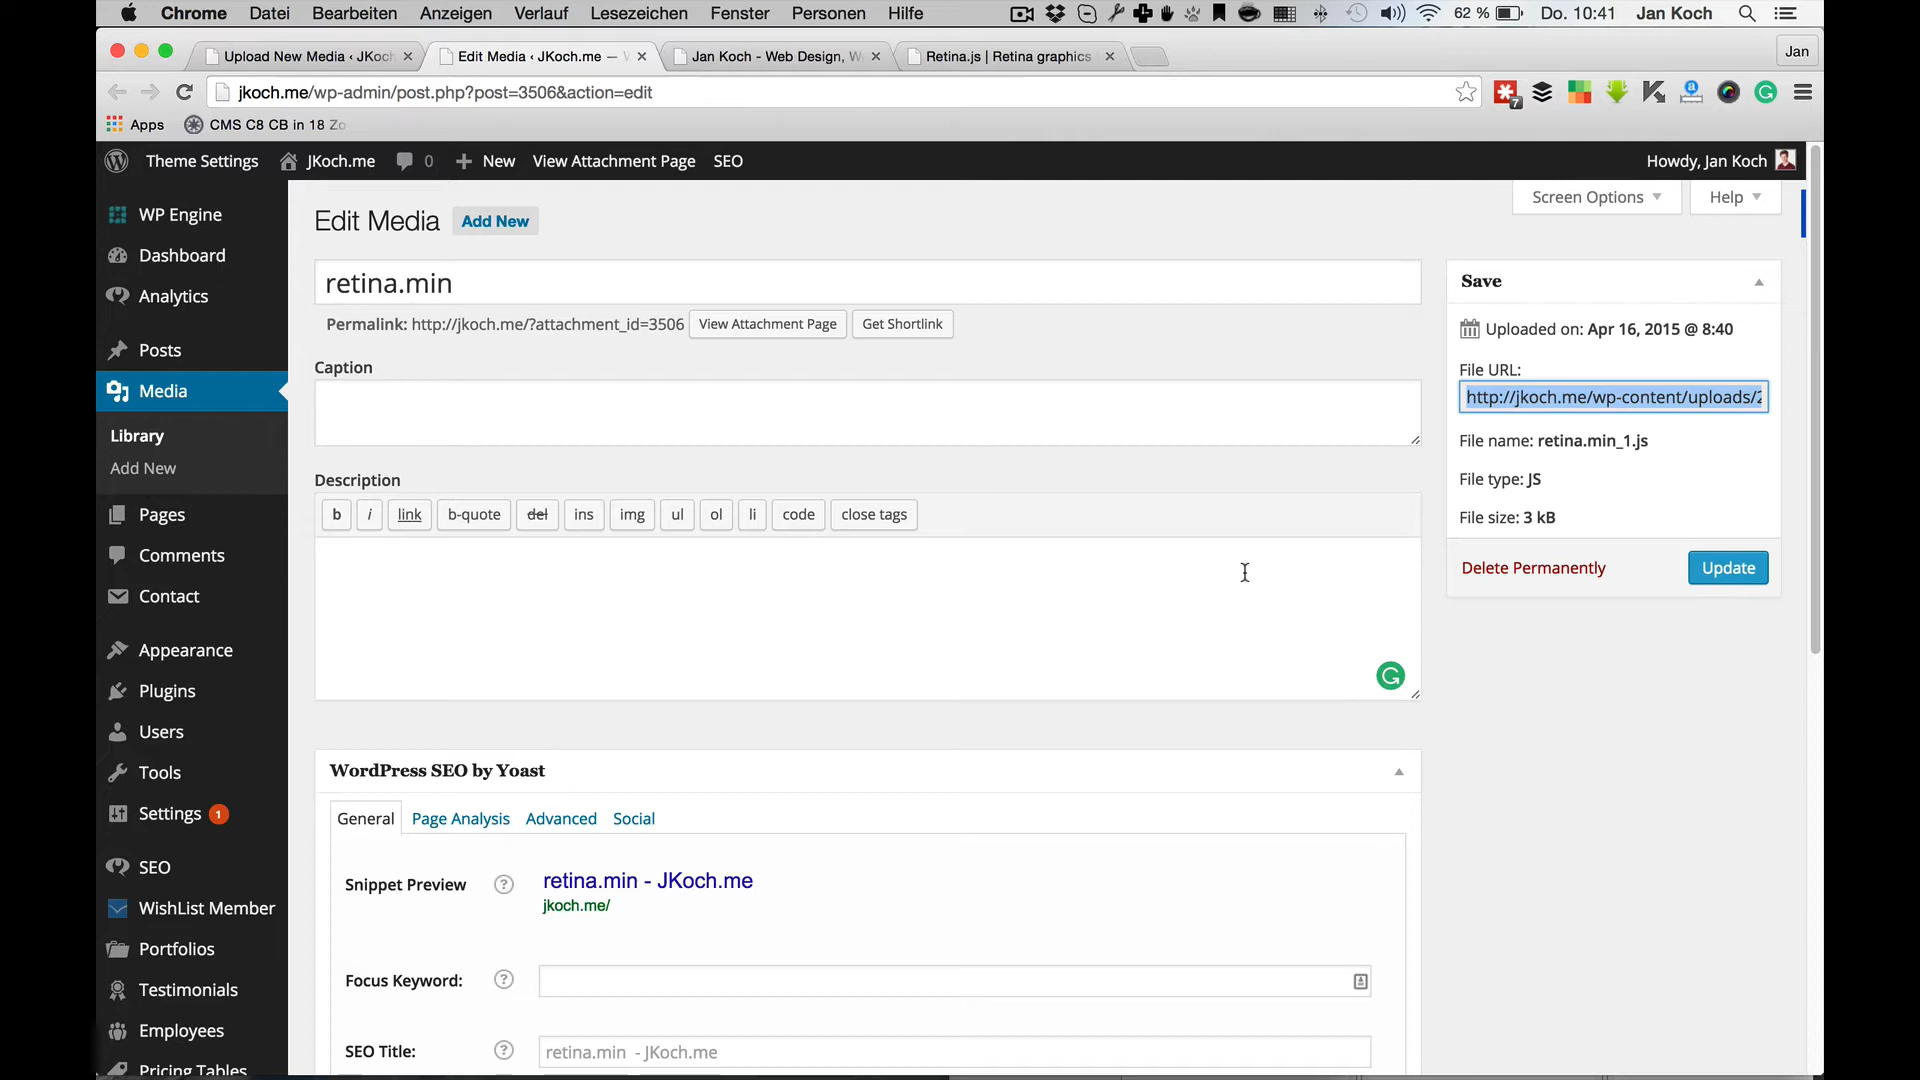 Chrome Datei Bearbeiten Anzeigen Verlauf Lesezeichen Fenster Personen Hilfe 62 % Do. 10:41 Jan Koch
Upload New Media ‹ JKoch Edit Media ‹ JKoch.me — Jan Koch - Web Design, W Retina.js | Retina graphics Jan
jkoch.me/wp-admin/post.php?post=3506&action=edit 7
Apps CMS C8 CB in 18 Zo
Theme Settings JKoch.me 0 New View Attachment Page SEO Howdy, Jan Koch
Screen Options Help
WP Engine
Dashboard
Analytics
Posts
Media
Library
Add New
Pages
Comments
Contact
Appearance
Plugins
Users
Tools
Settings 1
SEO
WishList Member
Portfolios
Testimonials
Employees
Pricing Tables
Edit Media Add New
retina.min
Permalink: http://jkoch.me/?attachment_id=3506 View Attachment Page Get Shortlink
Caption
Description
b i link b-quote del ins img ul ol li code close tags
WordPress SEO by Yoast
General Page Analysis Advanced Social
Snippet Preview ? retina.min - JKoch.me
jkoch.me/
Focus Keyword: ?
SEO Title: ? retina.min - JKoch.me
Save
Uploaded on: Apr 16, 2015 @ 8:40
File URL:
http://jkoch.me/wp-content/uploads/2
File name: retina.min_1.js
File type: JS
File size: 3 kB
Delete Permanently Update